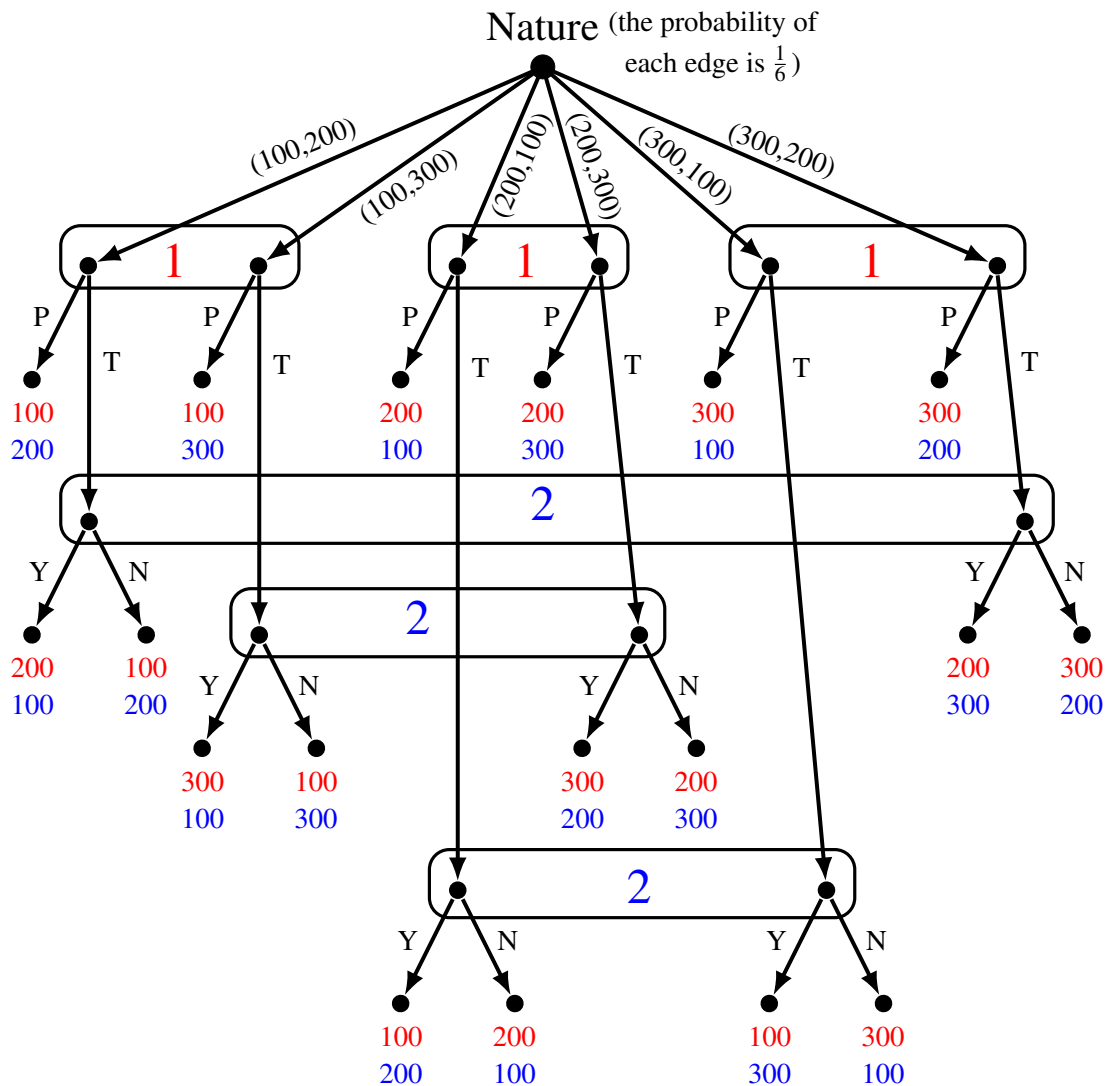 Nature (the probability of
each edge is 1/6)
(100,200)
(100,300)
(200,100)
(200,300)
(300,100)
(300,200)
1 1 1
P T P T P T P T P T P T
100 100 200 200 300 300
200 300 100 300 100 200
2
Y N Y N
200 100 200 300
100 200 300 200
2
Y N Y N
300 100 300 200
100 300 200 300
2
Y N Y N
100 200 100 300
200 100 300 100